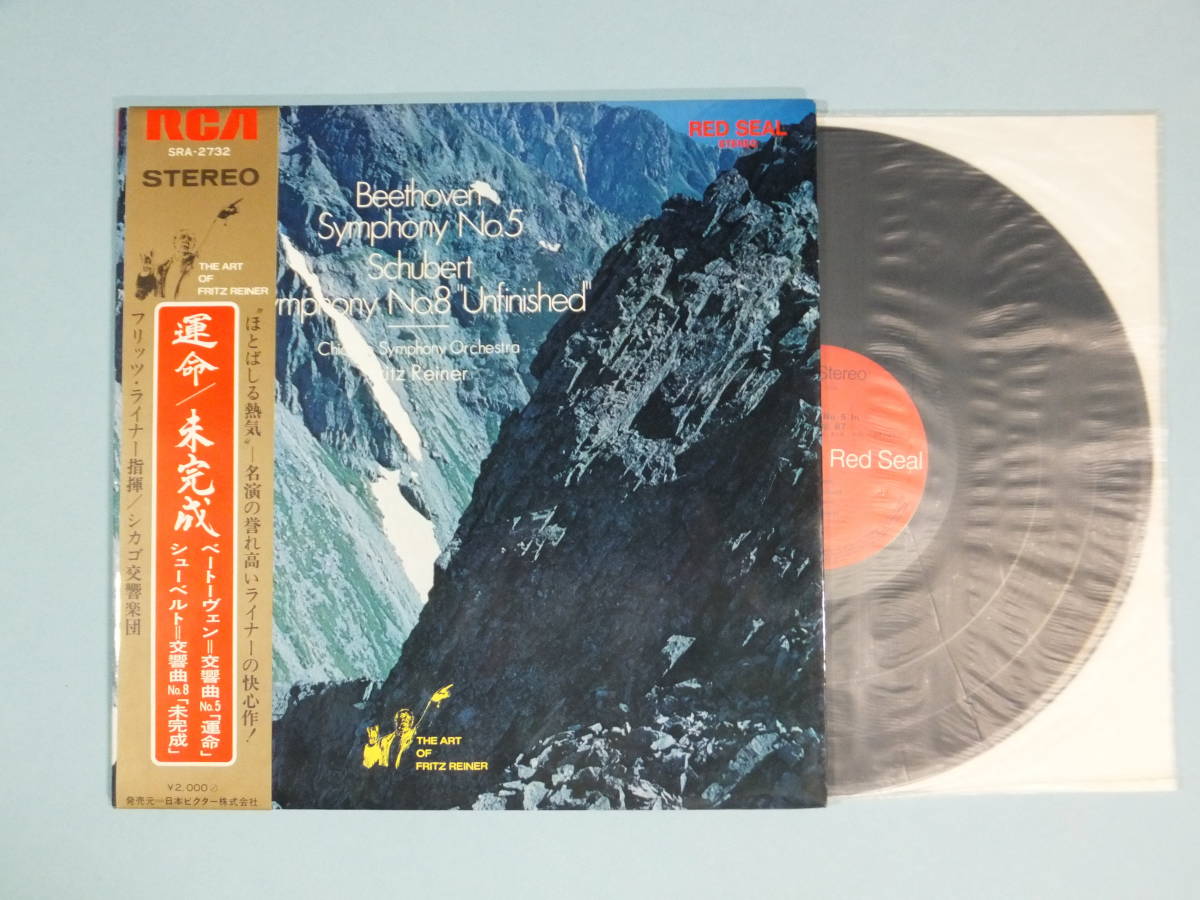 RCA
SRA-2732
STEREO
THE ART
OF
FRITZ REINER
"ほとばしる熱気"—名演の誉れ高いライナーの快心作!
運命/未完成
ベートーヴェン=交響曲No.5「運命」
シューベルト=交響曲No.8「未完成」
フリッツ・ライナー指揮/シカゴ交響楽団
¥2,000
発売元—日本ビクター株式会社
RED SEAL
STEREO
Beethoven
Symphony No.5
Schubert
ymphony No.8 "Unfinished"
Symphony Orchestra
ritz Reiner
THE ART
OF
FRITZ REINER
Stereo
Red Seal